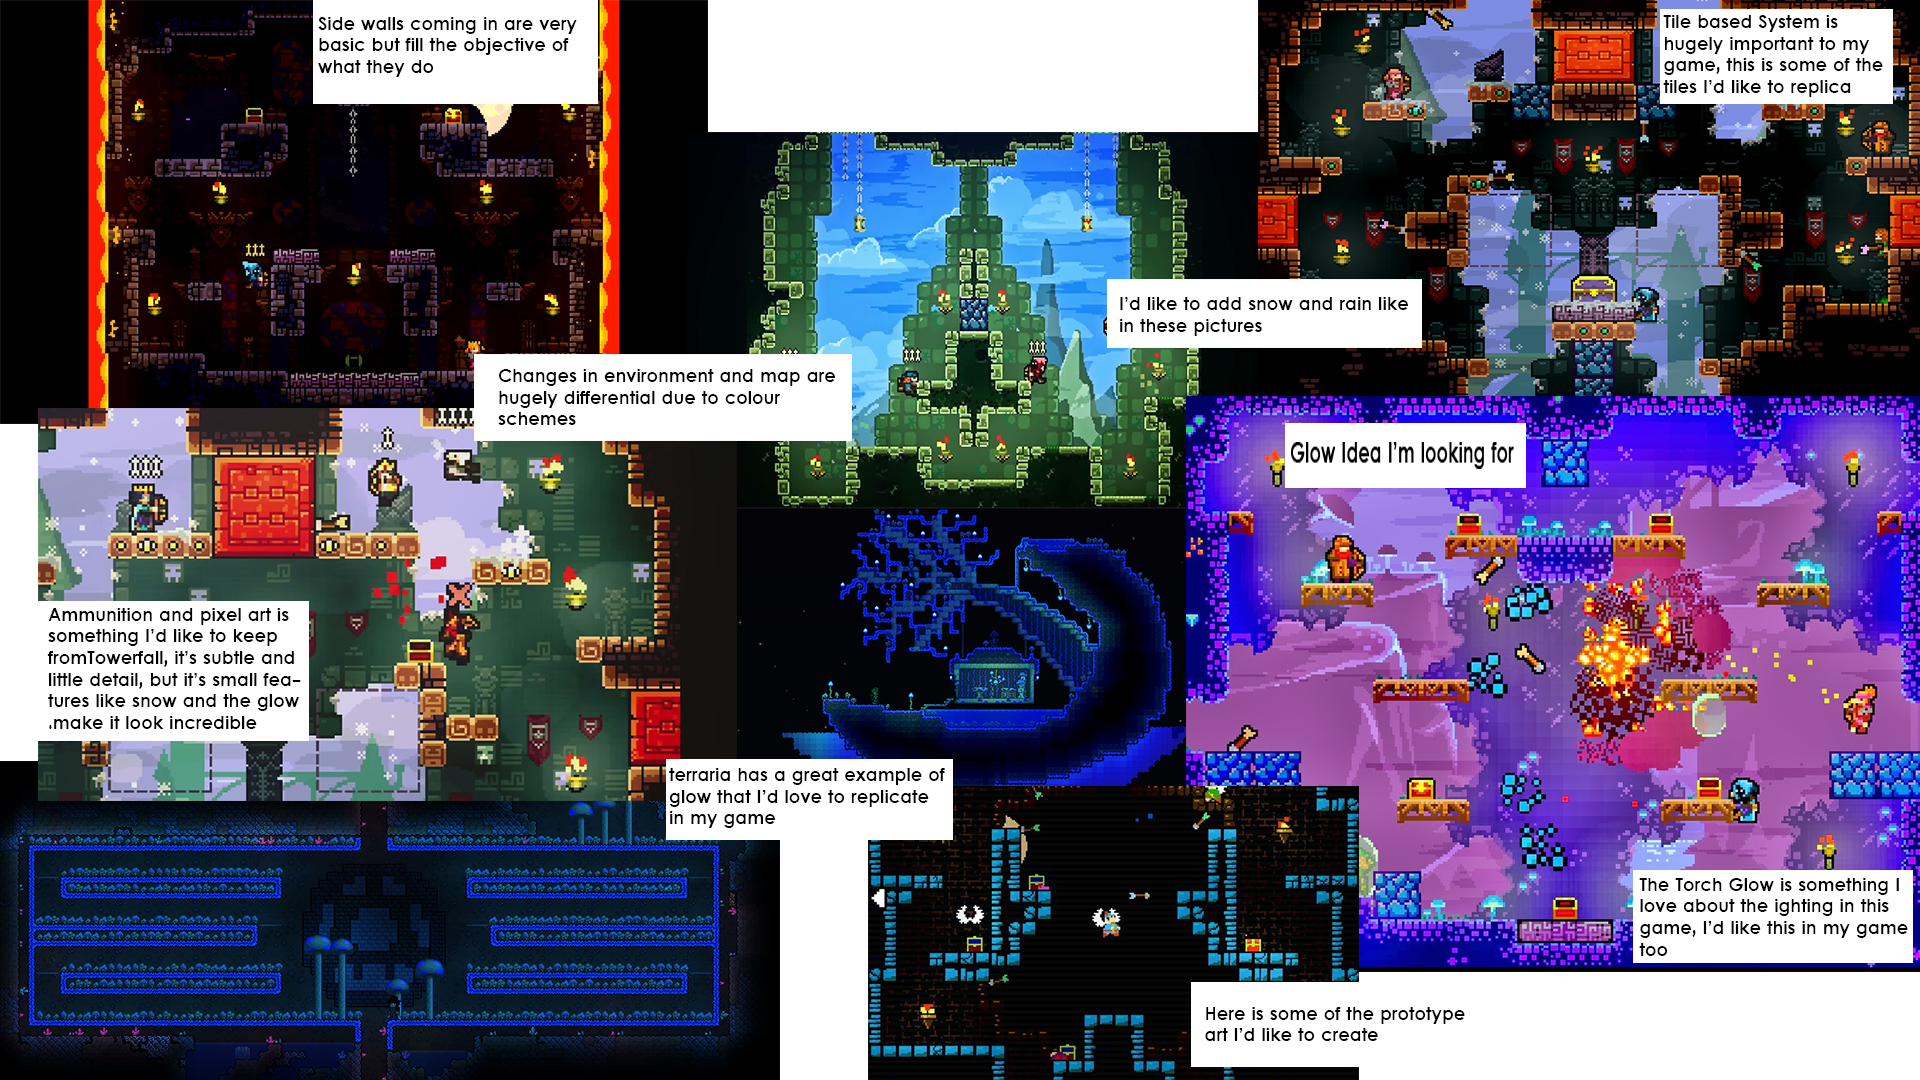 Side walls coming in are very
basic but fill the objective of
what they do
Tile based System is
hugely important to my
game, this is some of the
tiles I'd like to replica
I'd like to add snow and rain like
in these pictures
Changes in environment and map are
hugely differential due to colour
schemes
Glow Idea I'm looking for
Ammunition and pixel art is
something I'd like to keep
fromTowerfall, it's subtle and
little detail, but it's small fea-
tures like snow and the glow
.make it look incredible
terraria has a great example of
glow that I'd love to replicate
in my game
The Torch Glow is something I
love about the ighting in this
game, I'd like this in my game
too
Here is some of the prototype
art I'd like to create